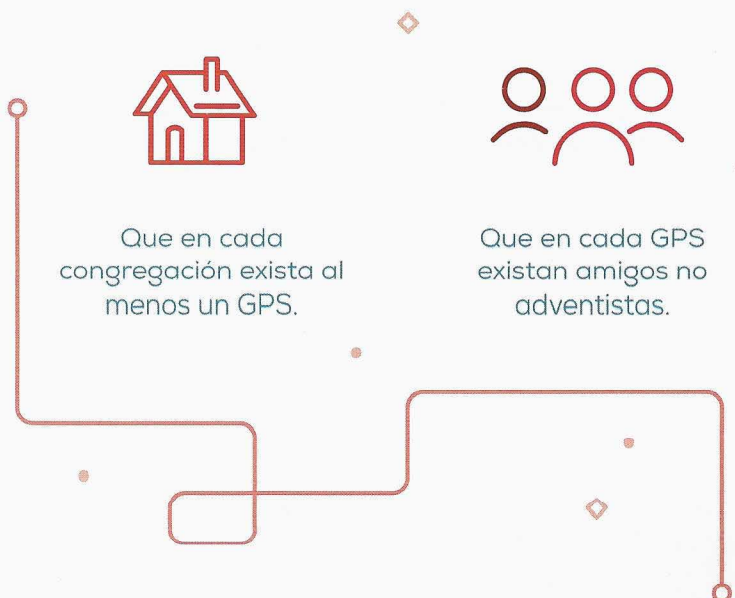 Que en cada
congregación exista al
menos un GPS.
Que en cada GPS
existan amigos no
adventistas.